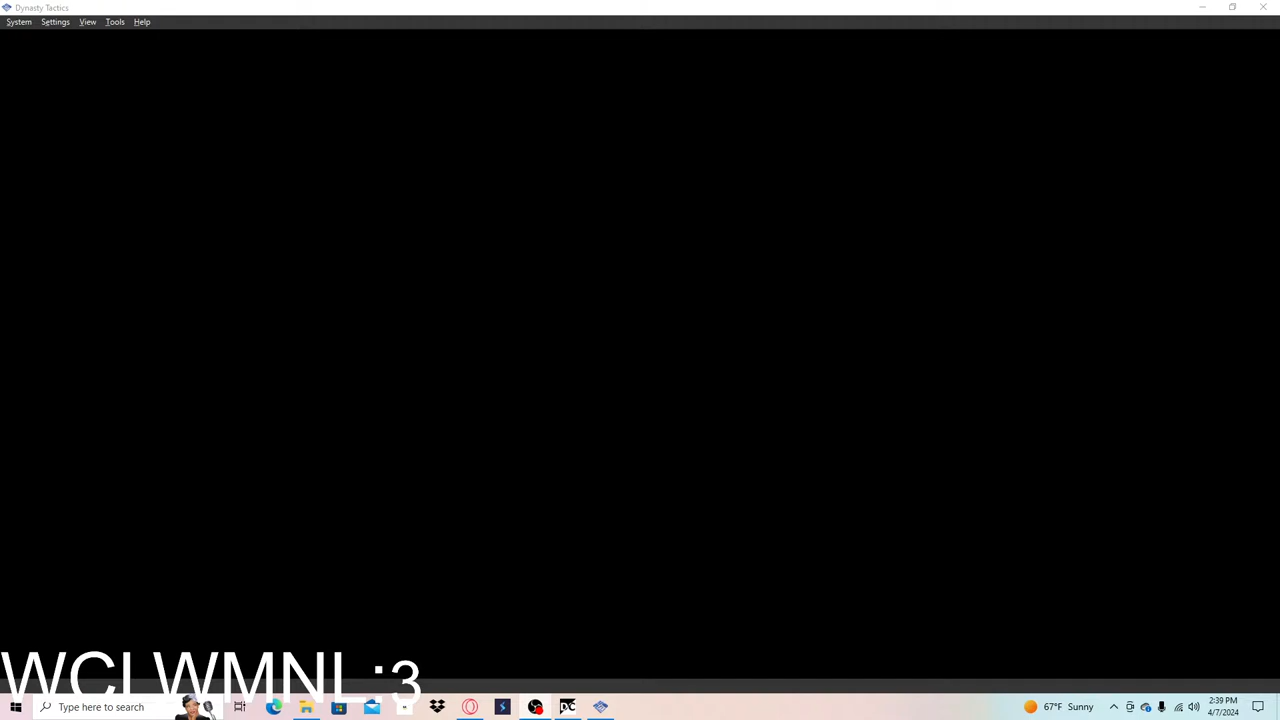 Dynasty Tactics
System Settings View Tools Help
WCLWMNL:3
Type here to search
67°F Sunny
2:39 PM
4/7/2024